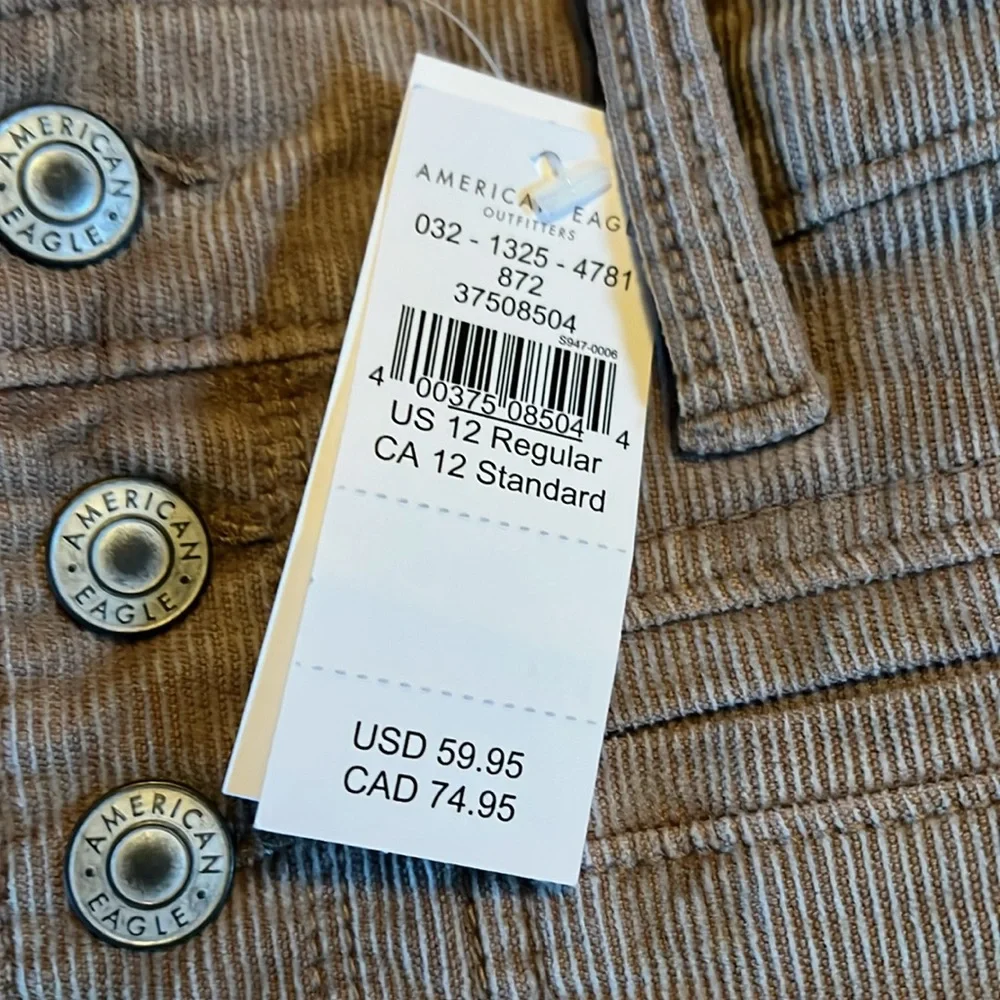 AMERICAN
EAGLE
AMERICAN EAGL
OUTFITTERS
032 - 1325 - 4781
872
37508504
S947-0006
4 00375 08504 4
US 12 Regular
CA 12 Standard
AMERICAN
EAGLE
USD 59.95
CAD 74.95
AMERICAN
EAGLE